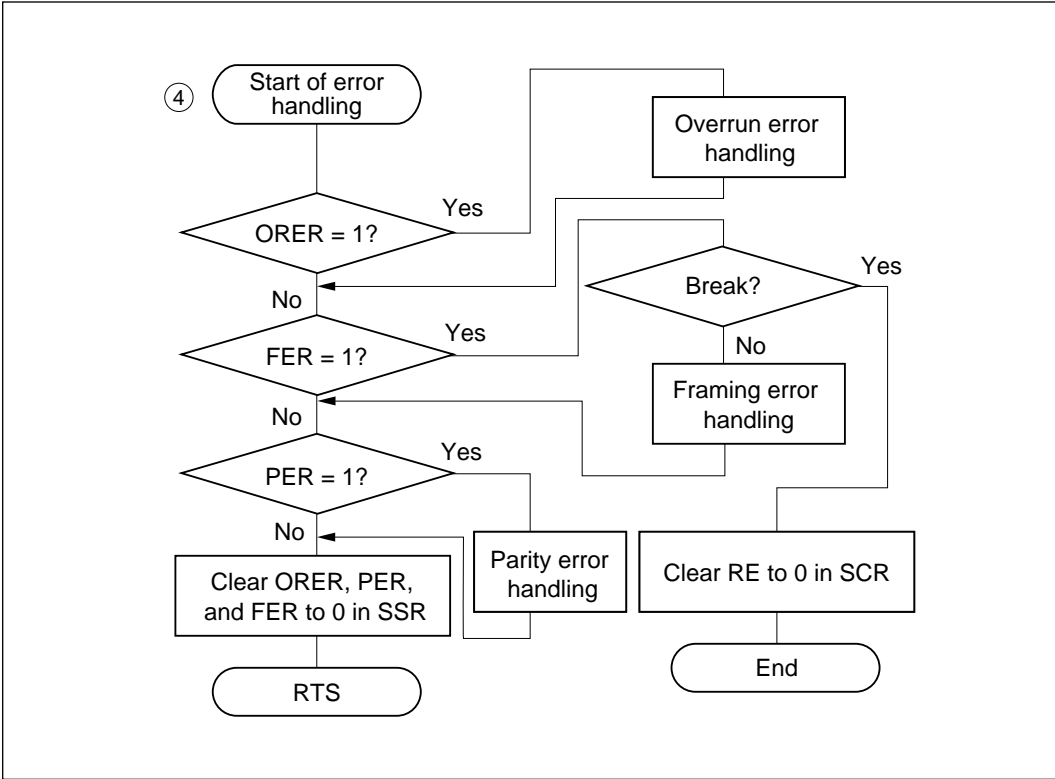 4
Start of error
handling
Overrun error
handling
Yes
ORER = 1?
No
Break?
Yes
Yes
FER = 1?
No
Framing error
handling
No
Yes
PER = 1?
No
Parity error
handling
Clear ORER, PER,
and FER to 0 in SSR
Clear RE to 0 in SCR
RTS
End